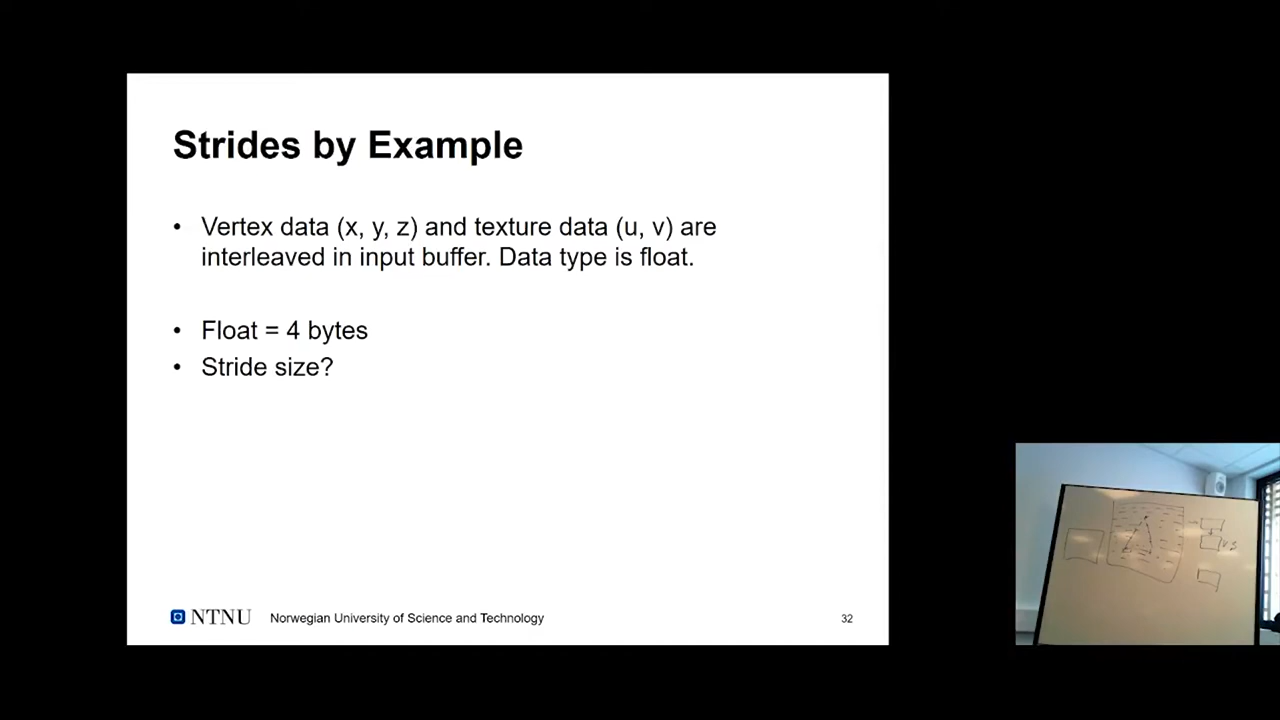 Strides by Example
• Vertex data (x, y, z) and texture data (u, v) are
interleaved in input buffer. Data type is float.
• Float = 4 bytes
• Stride size?
NTNU Norwegian University of Science and Technology 32